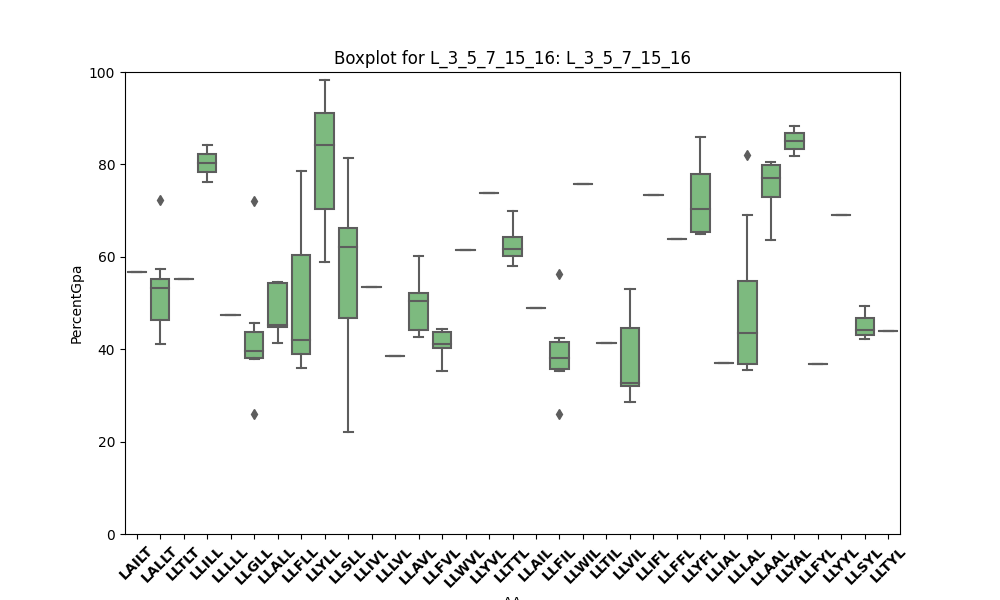 Boxplot for L_3_5_7_15_16: L_3_5_7_15_16
100
80
60
40
20
0
PercentGpa
LAILT LALLT LLTLT LLILL LLLLL LLGLL LLALL LLFLL LLYLL LLSLL LLIVL LLLVL LLAVL LLFVL LLWVL LLYVL LLTTL LLAIL LLFIL LLWIL LLTIL LLVIL LLIFL LLFFL LLYFL LLIAL LLLAL LLAAL LLYAL LLFYL LLYYL LLSYL LLTYL